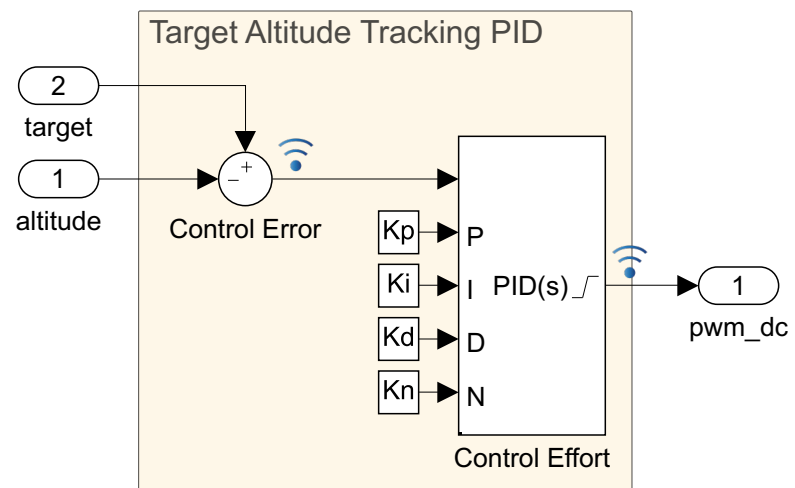 Target Altitude Tracking PID
2
target
1
altitude
− +
Control Error
Kp
P
Ki
I
PID(s)
Kd
D
Kn
N
Control Effort
1
pwm_dc